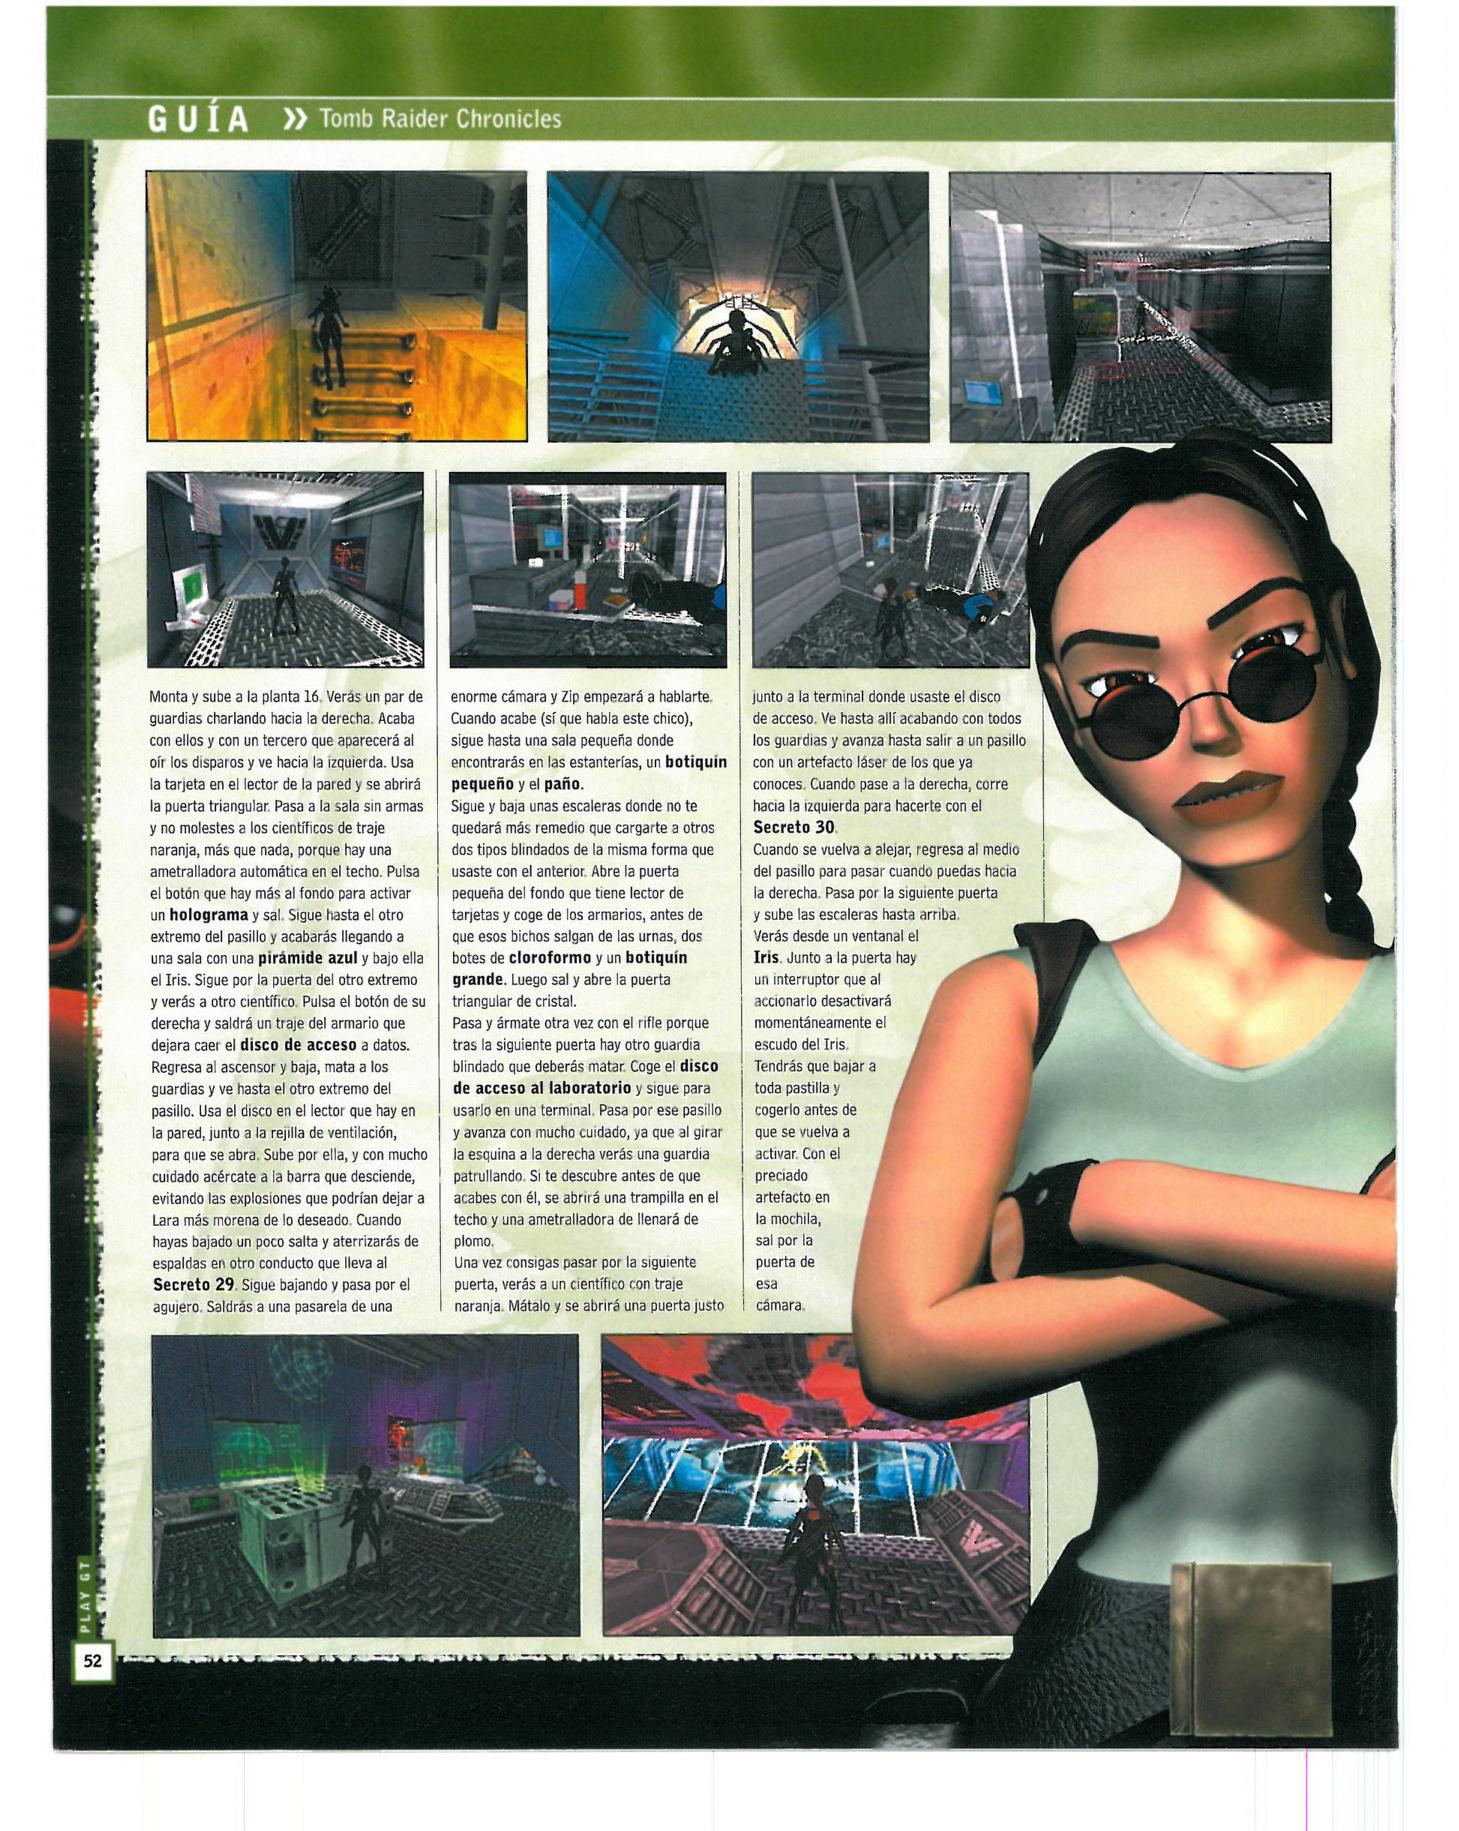 GUÍA » Tomb Raider Chronicles
Monta y sube a la planta 16. Verás un par de
guardias charlando hacia la derecha. Acaba
con ellos y con un tercero que aparecerá al
oír los disparos y ve hacia la izquierda. Usa
la tarjeta en el lector de la pared y se abrirá
la puerta triangular. Pasa a la sala sin armas
y no molestes a los científicos de traje
naranja, más que nada, porque hay una
ametralladora automática en el techo. Pulsa
el botón que hay más al fondo para activar
un holograma y sal. Sigue hasta el otro
extremo del pasillo y acabarás llegando a
una sala con una pirámide azul y bajo ella
el Iris. Sigue por la puerta del otro extremo
y verás a otro científico. Pulsa el botón de su
derecha y saldrá un traje del armario que
dejara caer el disco de acceso a datos.
Regresa al ascensor y baja, mata a los
guardias y ve hasta el otro extremo del
pasillo. Usa el disco en el lector que hay en
la pared, junto a la rejilla de ventilación,
para que se abra. Sube por ella, y con mucho
cuidado acércate a la barra que desciende,
evitando las explosiones que podrían dejar a
Lara más morena de lo deseado. Cuando
hayas bajado un poco salta y aterrizarás de
espaldas en otro conducto que lleva al
Secreto 29. Sigue bajando y pasa por el
agujero. Saldrás a una pasarela de una
enorme cámara y Zip empezará a hablarte.
Cuando acabe (sí que habla este chico),
sigue hasta una sala pequeña donde
encontrarás en las estanterías, un botiquín
pequeño y el paño.
Sigue y baja unas escaleras donde no te
quedará más remedio que cargarte a otros
dos tipos blindados de la misma forma que
usaste con el anterior. Abre la puerta
pequeña del fondo que tiene lector de
tarjetas y coge de los armarios, antes de
que esos bichos salgan de las urnas, dos
botes de cloroformo y un botiquín
grande. Luego sal y abre la puerta
triangular de cristal.
Pasa y ármate otra vez con el rifle porque
tras la siguiente puerta hay otro guardia
blindado que deberás matar. Coge el disco
de acceso al laboratorio y sigue para
usarlo en una terminal. Pasa por ese pasillo
y avanza con mucho cuidado, ya que al girar
la esquina a la derecha verás una guardia
patrullando. Si te descubre antes de que
acabes con él, se abrirá una trampilla en el
techo y una ametralladora de llenará de
plomo.
Una vez consigas pasar por la siguiente
puerta, verás a un científico con traje
naranja. Mátalo y se abrirá una puerta justo
junto a la terminal donde usaste el disco
de acceso. Ve hasta allí acabando con todos
los guardias y avanza hasta salir a un pasillo
con un artefacto láser de los que ya
conoces. Cuando pase a la derecha, corre
hacia la izquierda para hacerte con el
Secreto 30.
Cuando se vuelva a alejar, regresa al medio
del pasillo para pasar cuando puedas hacia
la derecha. Pasa por la siguiente puerta
y sube las escaleras hasta arriba.
Verás desde un ventanal el
Iris. Junto a la puerta hay
un interruptor que al
accionarlo desactivará
momentáneamente el
escudo del Iris.
Tendrás que bajar a
toda pastilla y
cogerlo antes de
que se vuelva a
activar. Con el
preciado
artefacto en
la mochila,
sal por la
puerta de
esa
cámara.
PLAY GT
52